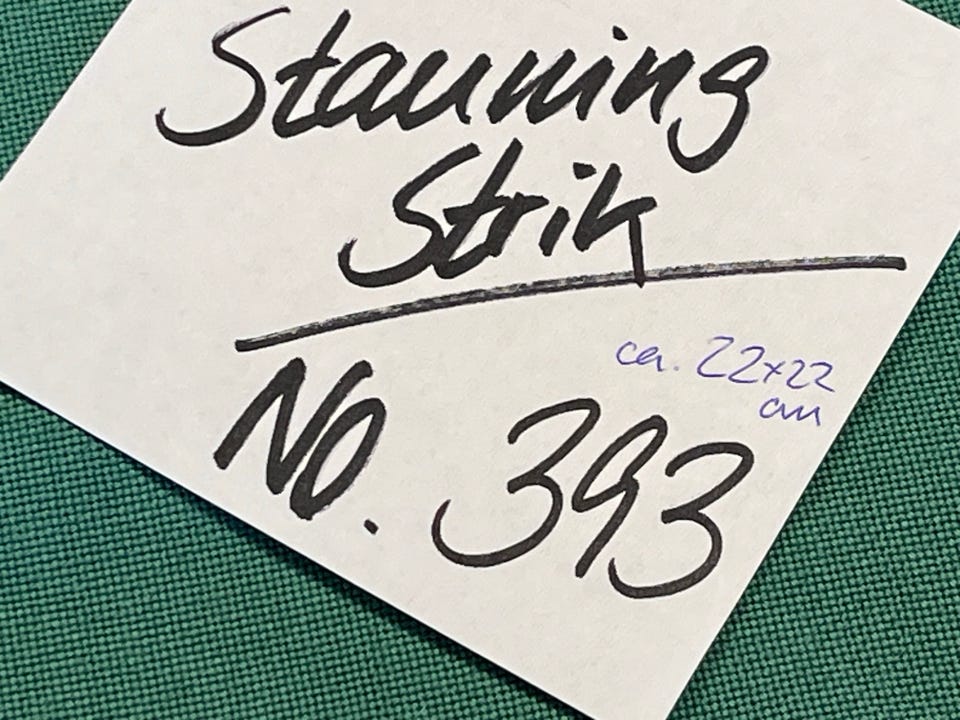 Stauning
Strik
ca. 22x22
cm
No. 393